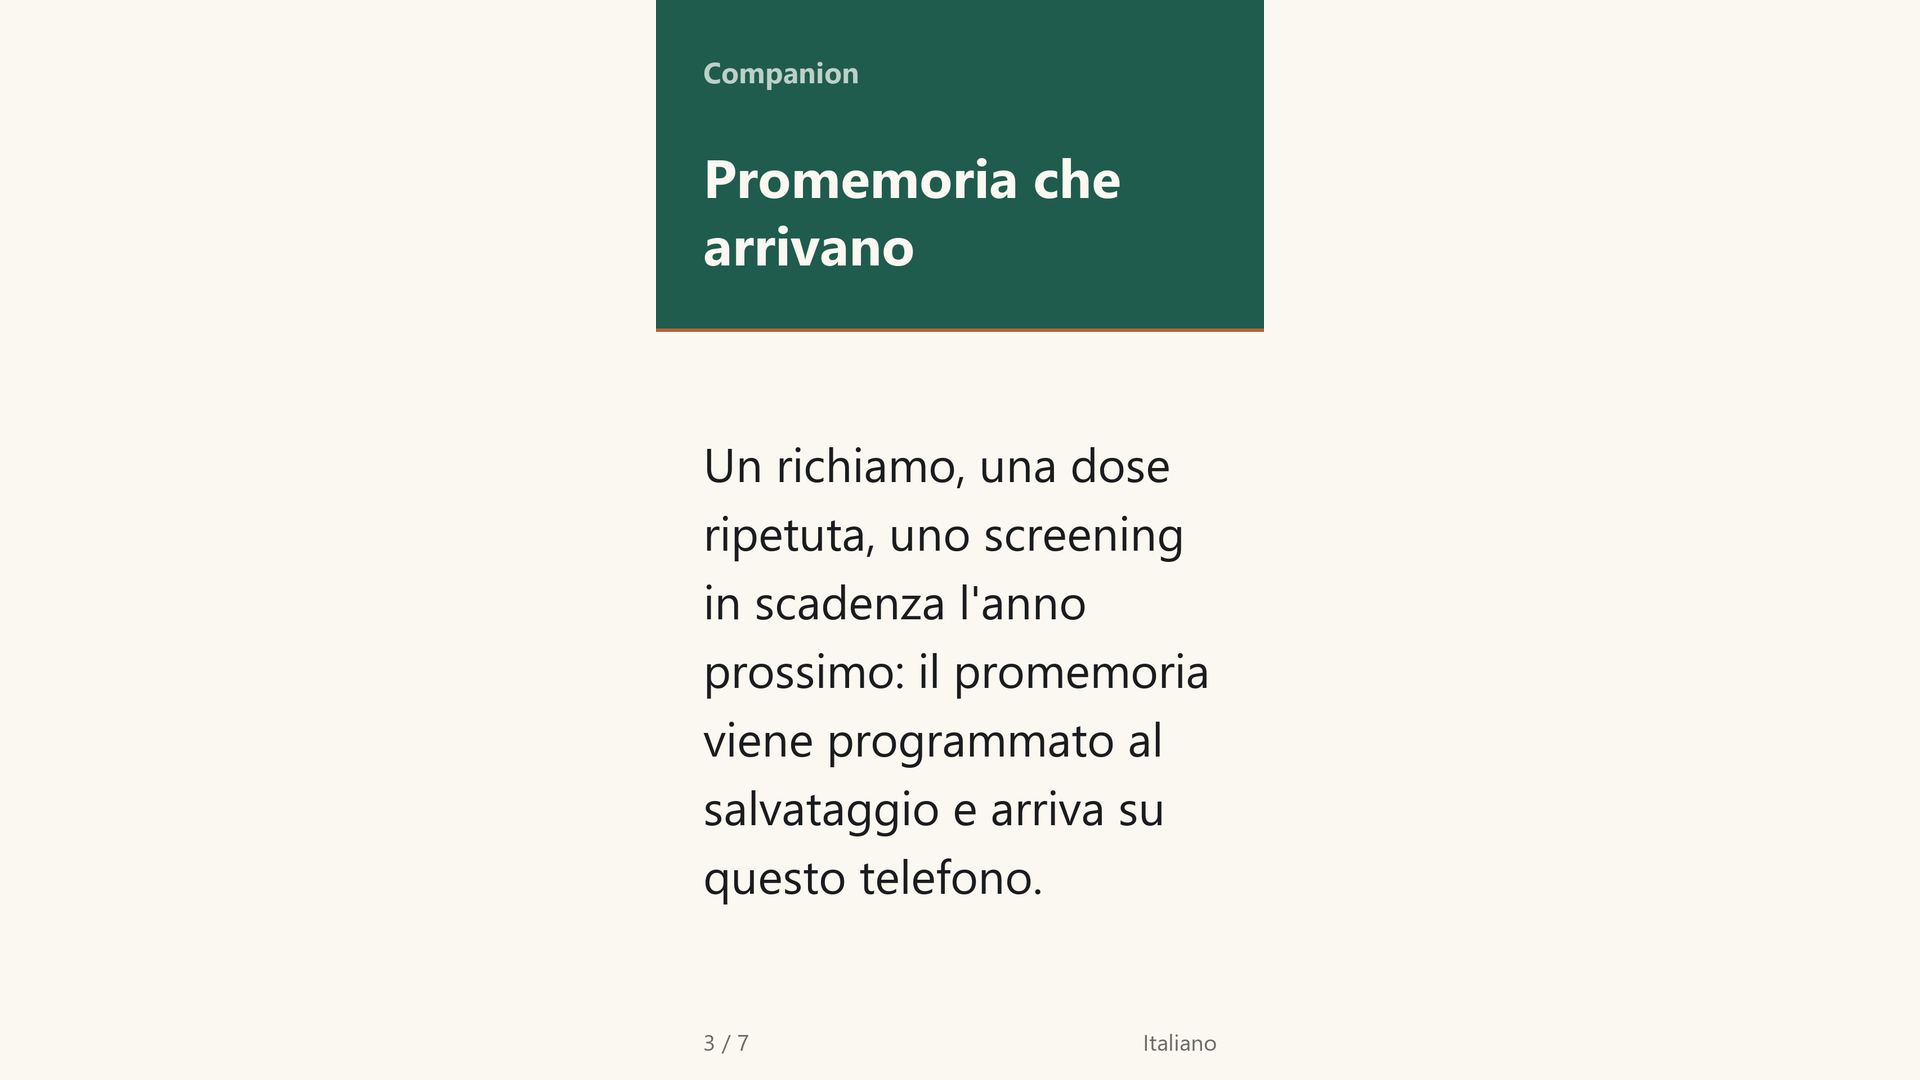 Companion
Promemoria che
arrivano
Un richiamo, una dose
ripetuta, uno screening
in scadenza l'anno
prossimo: il promemoria
viene programmato al
salvataggio e arriva su
questo telefono.
3 / 7
Italiano